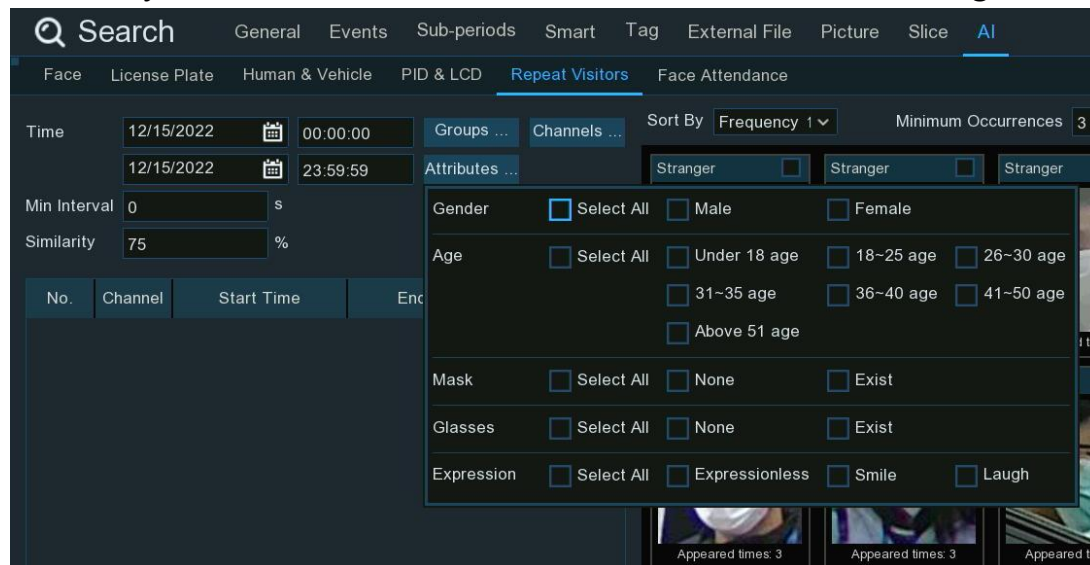 Search General Events Sub-periods Smart Tag External File Picture Slice AI
Face License Plate Human & Vehicle PID & LCD Repeat Visitors Face Attendance
Time 12/15/2022 00:00:00 Groups ... Channels ... Sort By Frequency Minimum Occurrences 3
12/15/2022 23:59:59 Attributes ... Stranger Stranger Stranger
Min Interval 0 s Gender Select All Male Female
Similarity 75 % Age Select All Under 18 age 18~25 age 26~30 age
No. Channel Start Time 31~35 age 36~40 age 41~50 age
Above 51 age
Mask Select All None Exist
Glasses Select All None Exist
Expression Select All Expressionless Smile Laugh
Appeared times: 3 Appeared times: 3 Appeared